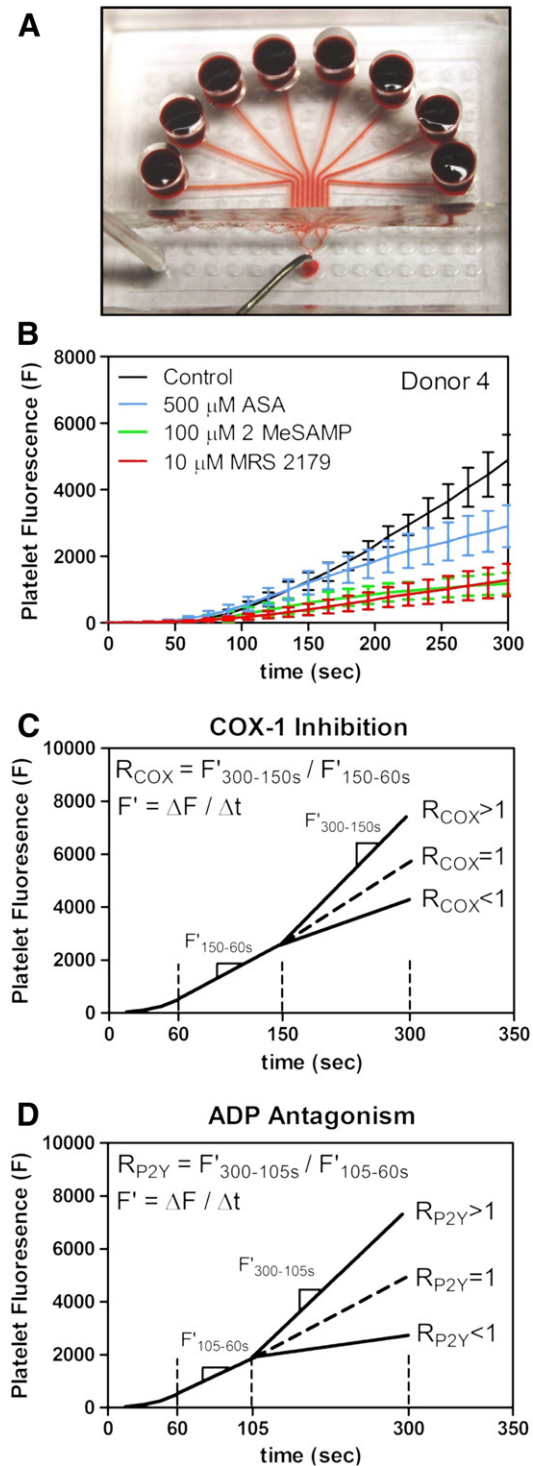 A
B
8000
6000
4000
2000
0
Platelet Fluorescence (F)
Control
500 μM ASA
100 μM 2 MeSAMP
10 μM MRS 2179
Donor 4
0 50 100 150 200 250 300
time (sec)
C
COX-1 Inhibition
10000
8000
6000
4000
2000
0
Platelet Fluoresence (F)
R_COX = F'_300-150s / F'_150-60s
F' = ΔF / Δt
F'_300-150s
R_COX>1
R_COX=1
R_COX<1
F'_150-60s
0 60 150 300 350
time (sec)
D
ADP Antagonism
10000
8000
6000
4000
2000
0
Platelet Fluoresence (F)
R_P2Y = F'_300-105s / F'_105-60s
F' = ΔF / Δt
R_P2Y>1
F'_300-105s
R_P2Y=1
F'_105-60s
R_P2Y<1
0 60 105 300 350
time (sec)